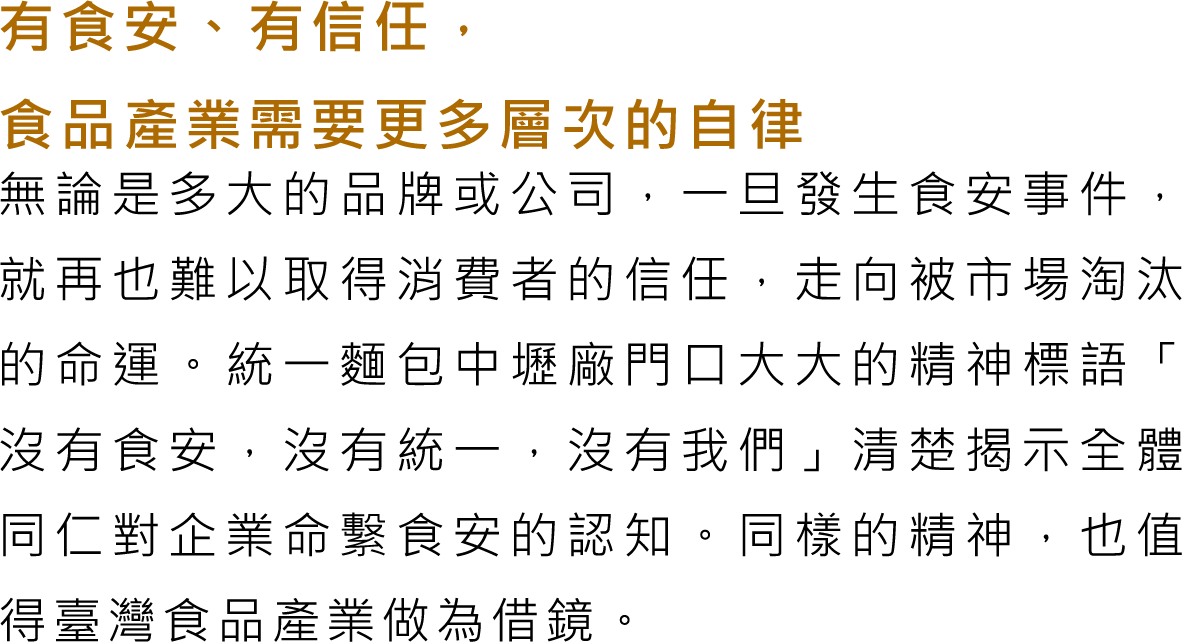 有食安、有信任，
食品產業需要更多層次的自律
無論是多大的品牌或公司，一旦發生食安事件，
就再也難以取得消費者的信任，走向被市場淘汰
的命運。統一麵包中壢廠門口大大的精神標語「
沒有食安，沒有統一，沒有我們」清楚揭示全體
同仁對企業命繫食安的認知。同樣的精神，也值
得臺灣食品產業做為借鏡。